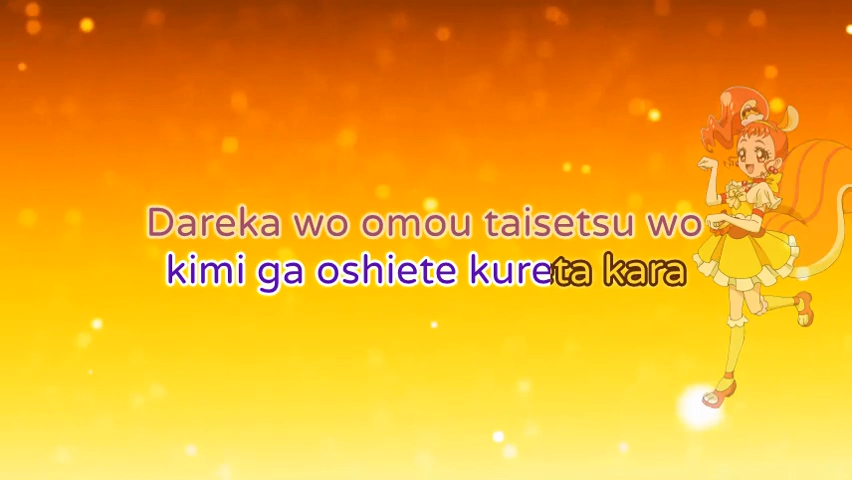 Dareka wo omou taisetsu wo
kimi ga oshiete kureta kara